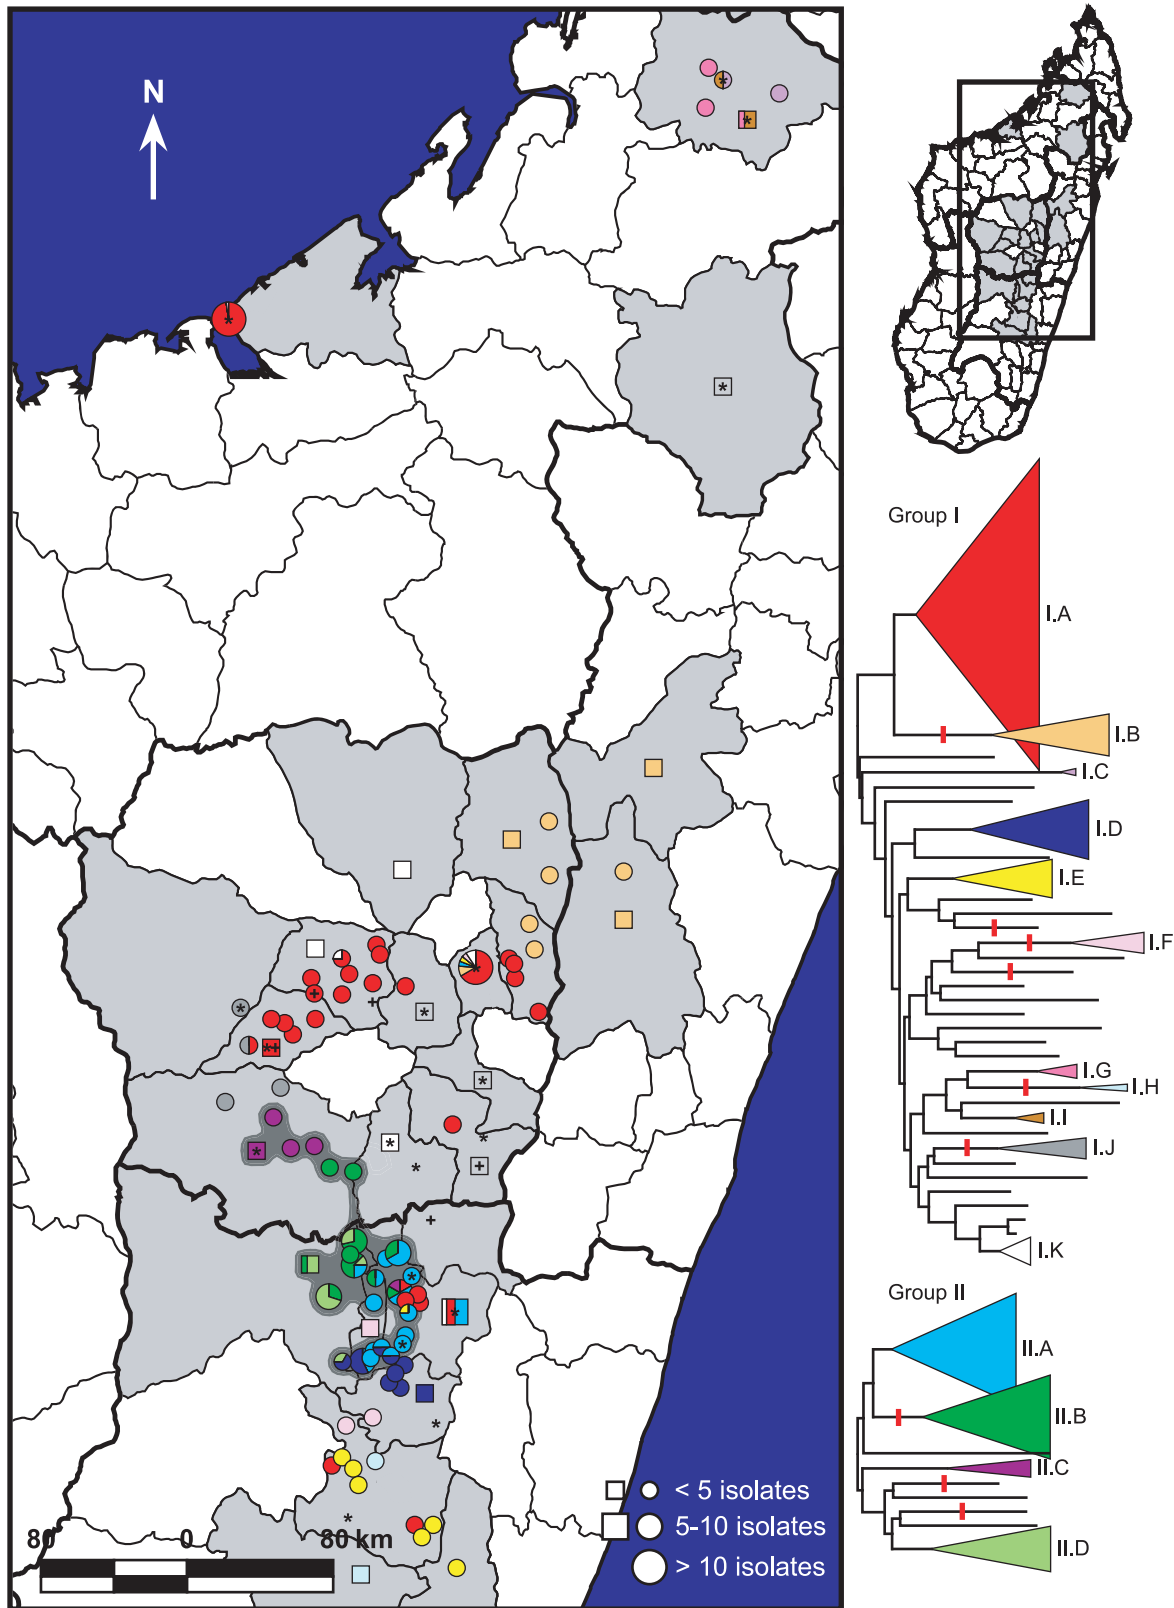 N
Group I
I.A
I.B
I.C
I.D
I.E
I.F
I.G
I.H
I.I
I.J
I.K
Group II
II.A
II.B
II.C
II.D
< 5 isolates
5-10 isolates
> 10 isolates
80 0 80 km